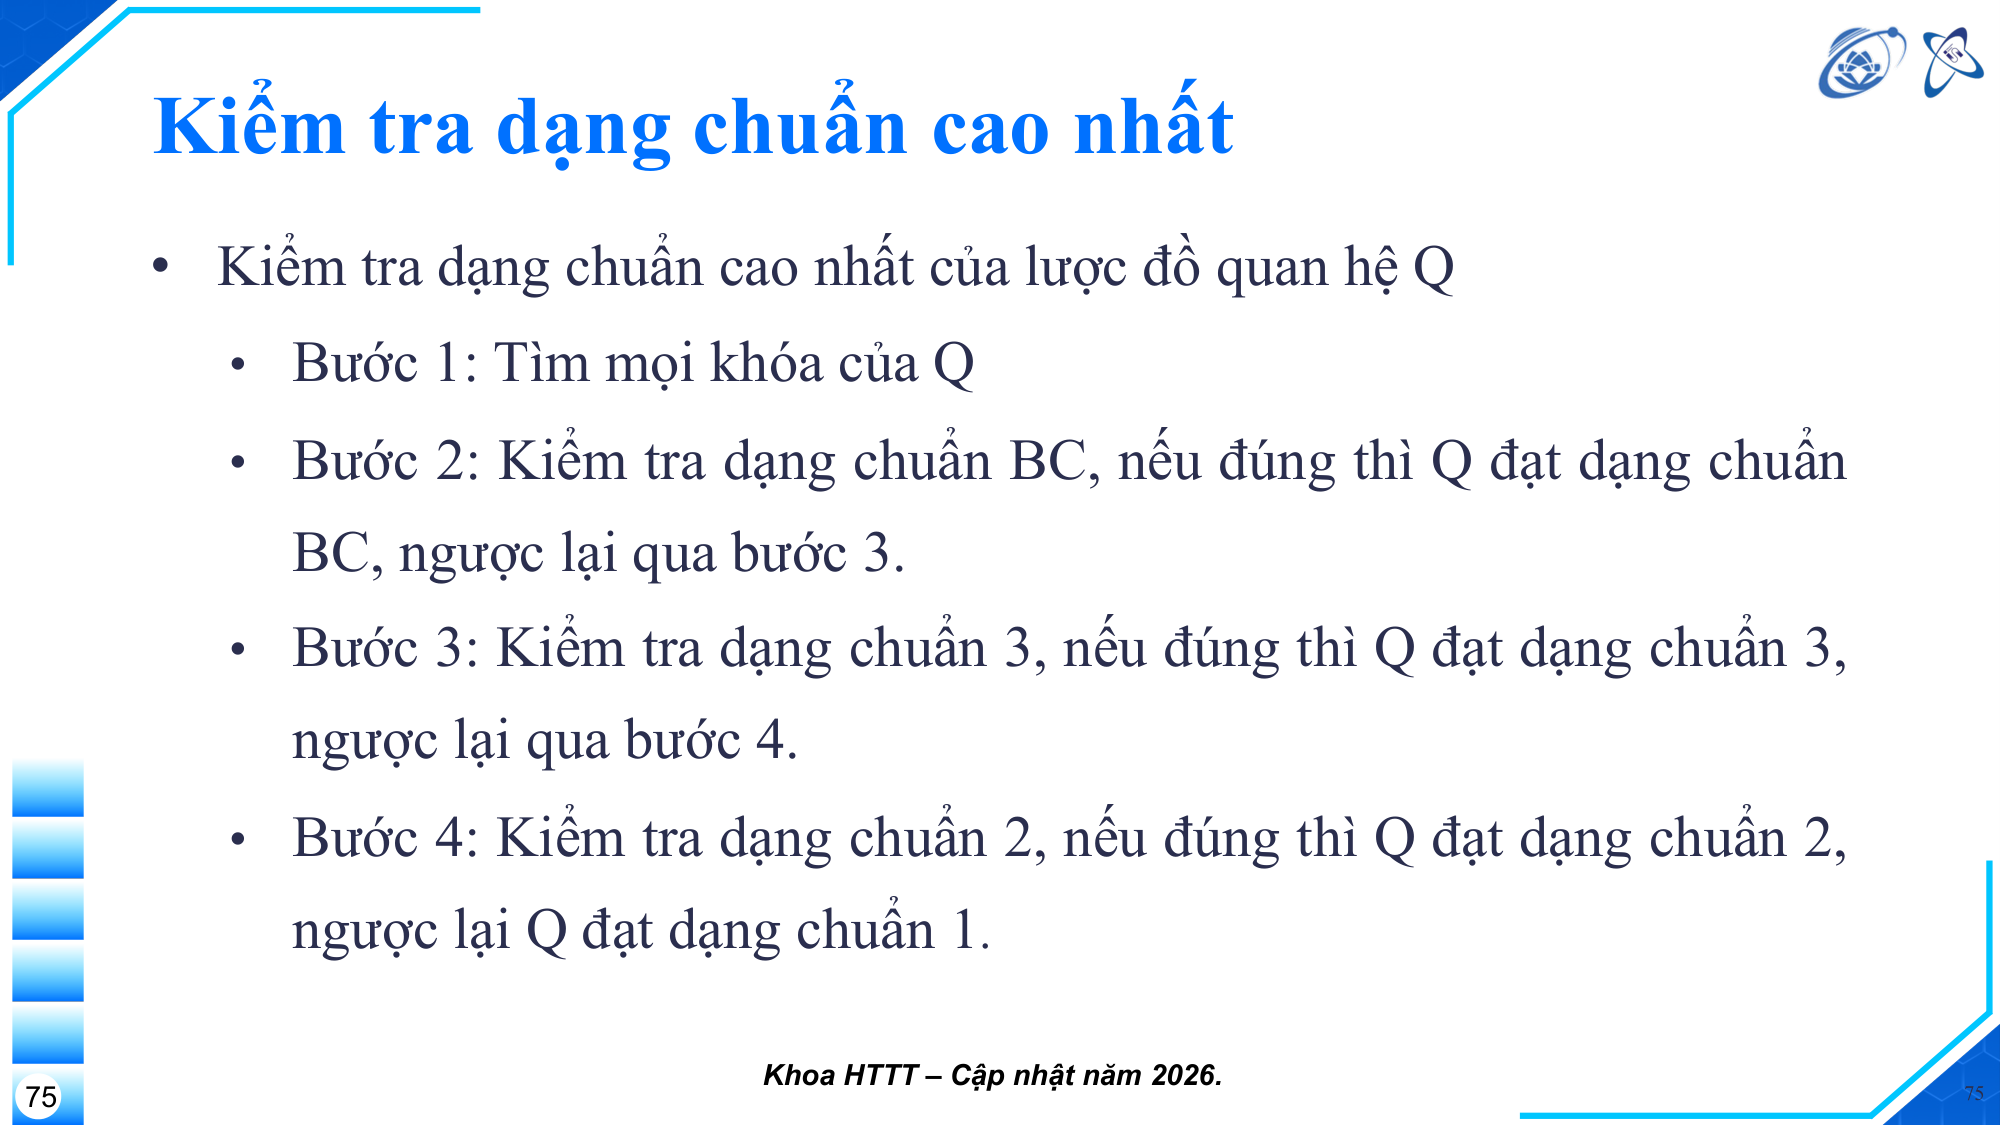 Kiểm tra dạng chuẩn cao nhất
• Kiểm tra dạng chuẩn cao nhất của lược đồ quan hệ Q
• Bước 1: Tìm mọi khóa của Q
• Bước 2: Kiểm tra dạng chuẩn BC, nếu đúng thì Q đạt dạng chuẩn
BC, ngược lại qua bước 3.
• Bước 3: Kiểm tra dạng chuẩn 3, nếu đúng thì Q đạt dạng chuẩn 3,
ngược lại qua bước 4.
• Bước 4: Kiểm tra dạng chuẩn 2, nếu đúng thì Q đạt dạng chuẩn 2,
ngược lại Q đạt dạng chuẩn 1.
Khoa HTTT – Cập nhật năm 2026.
75
75